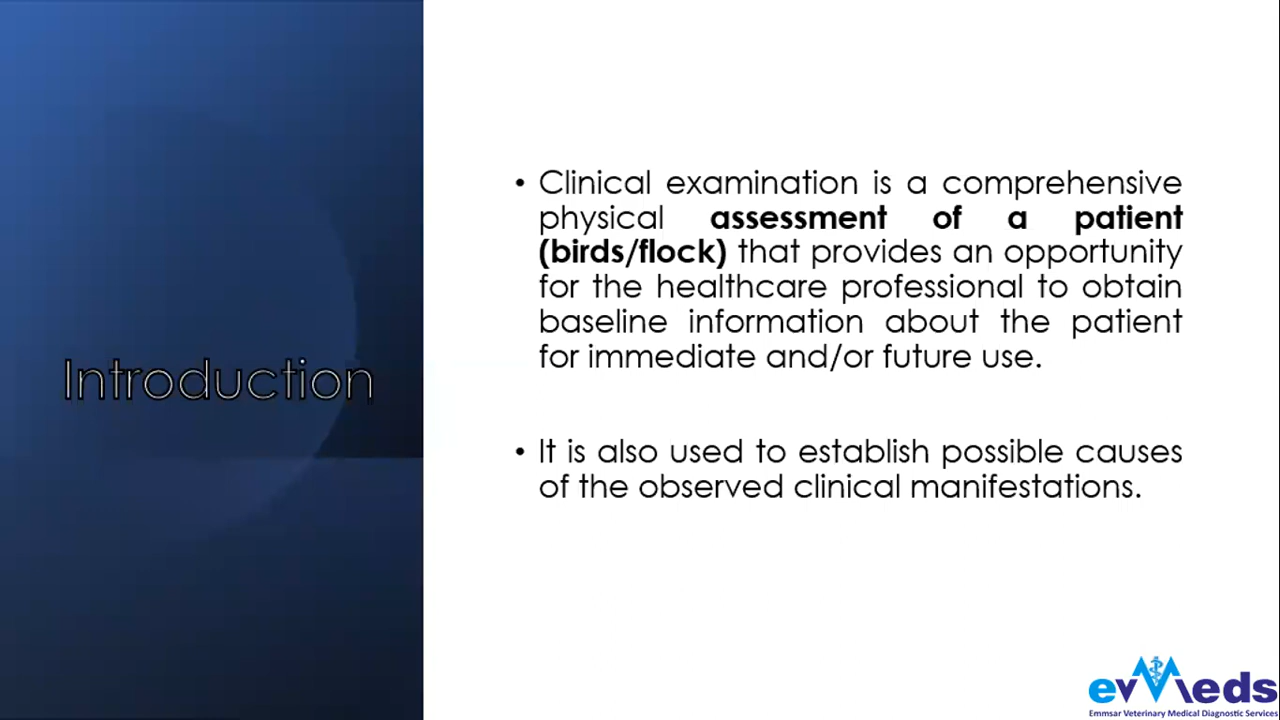 Introduction
• Clinical examination is a comprehensive
physical assessment of a patient
(birds/flock) that provides an opportunity
for the healthcare professional to obtain
baseline information about the patient
for immediate and/or future use.
• It is also used to establish possible causes
of the observed clinical manifestations.
evMeds
Emmsar Veterinary Medical Diagnostic Services